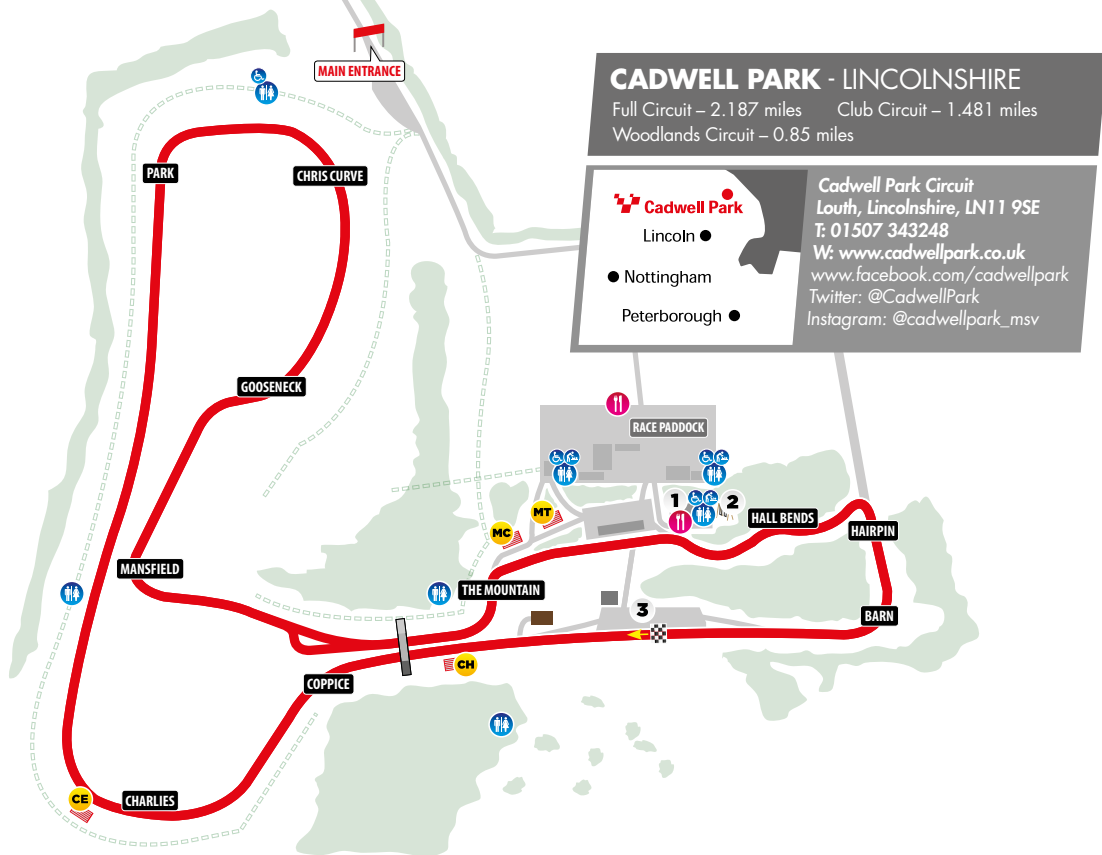 MAIN ENTRANCE
CADWELL PARK - LINCOLNSHIRE
Full Circuit – 2.187 miles Club Circuit – 1.481 miles
Woodlands Circuit – 0.85 miles
Cadwell Park
Lincoln
Nottingham
Peterborough
Cadwell Park Circuit
Louth, Lincolnshire, LN11 9SE
T: 01507 343248
W: www.cadwellpark.co.uk
www.facebook.com/cadwellpark
Twitter: @CadwellPark
Instagram: @cadwellpark_msv
PARK
CHRIS CURVE
GOOSENECK
RACE PADDOCK
1
2
MT
MC
HALL BENDS
HAIRPIN
MANSFIELD
THE MOUNTAIN
3
BARN
CH
COPPICE
CE
CHARLIES